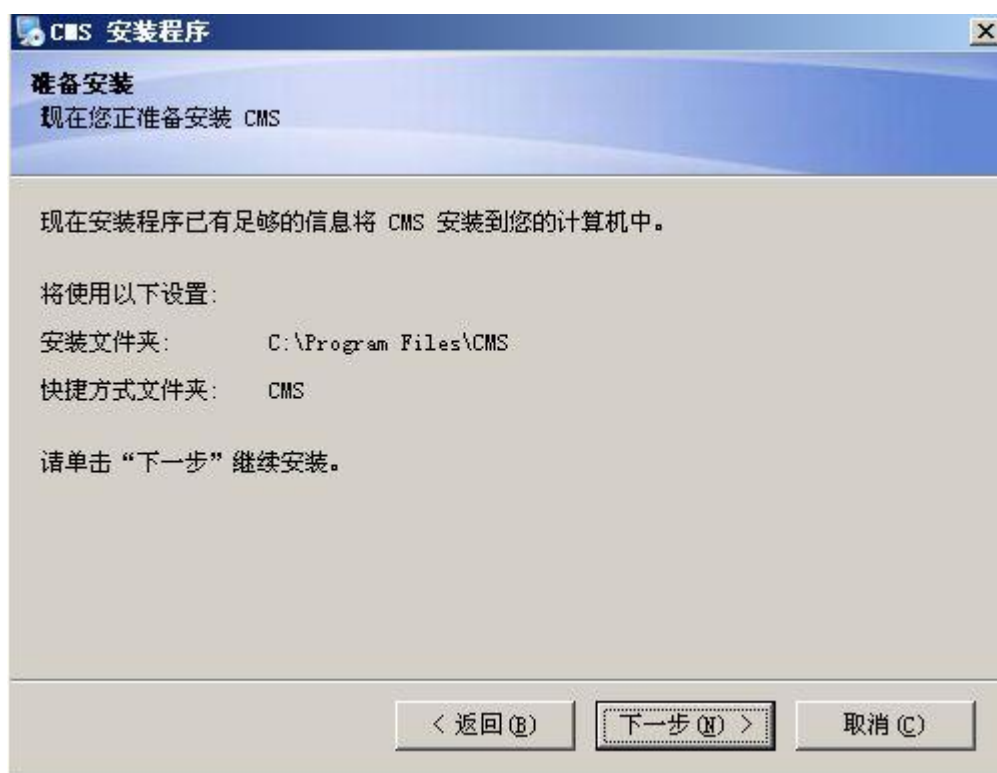 CMS 安装程序
准备安装
现在您正准备安装 CMS
现在安装程序已有足够的信息将 CMS 安装到您的计算机中。
将使用以下设置:
安装文件夹: C:\Program Files\CMS
快捷方式文件夹: CMS
请单击“下一步”继续安装。
< 返回(B) 下一步(N) > 取消(C)